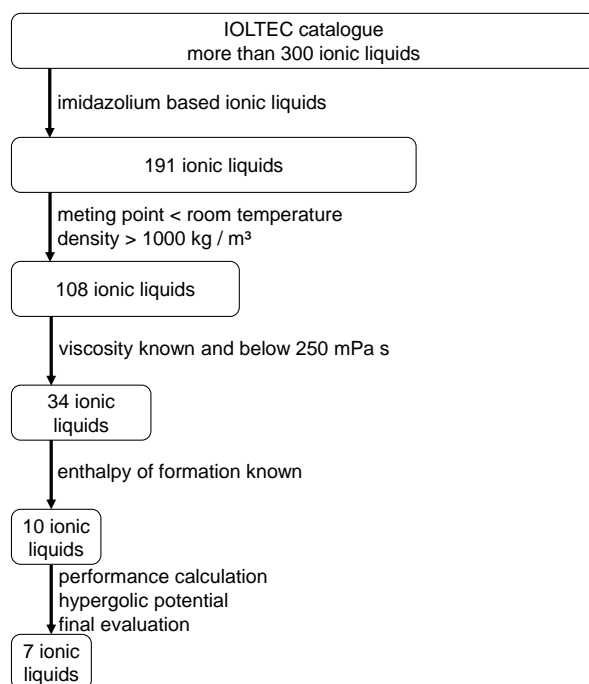 IOLTEC catalogue
more than 300 ionic liquids
imidazolium based ionic liquids
191 ionic liquids
meting point < room temperature
density > 1000 kg / m³
108 ionic liquids
viscosity known and below 250 mPa s
34 ionic
liquids
enthalpy of formation known
10 ionic
liquids
performance calculation
hypergolic potential
final evaluation
7 ionic
liquids